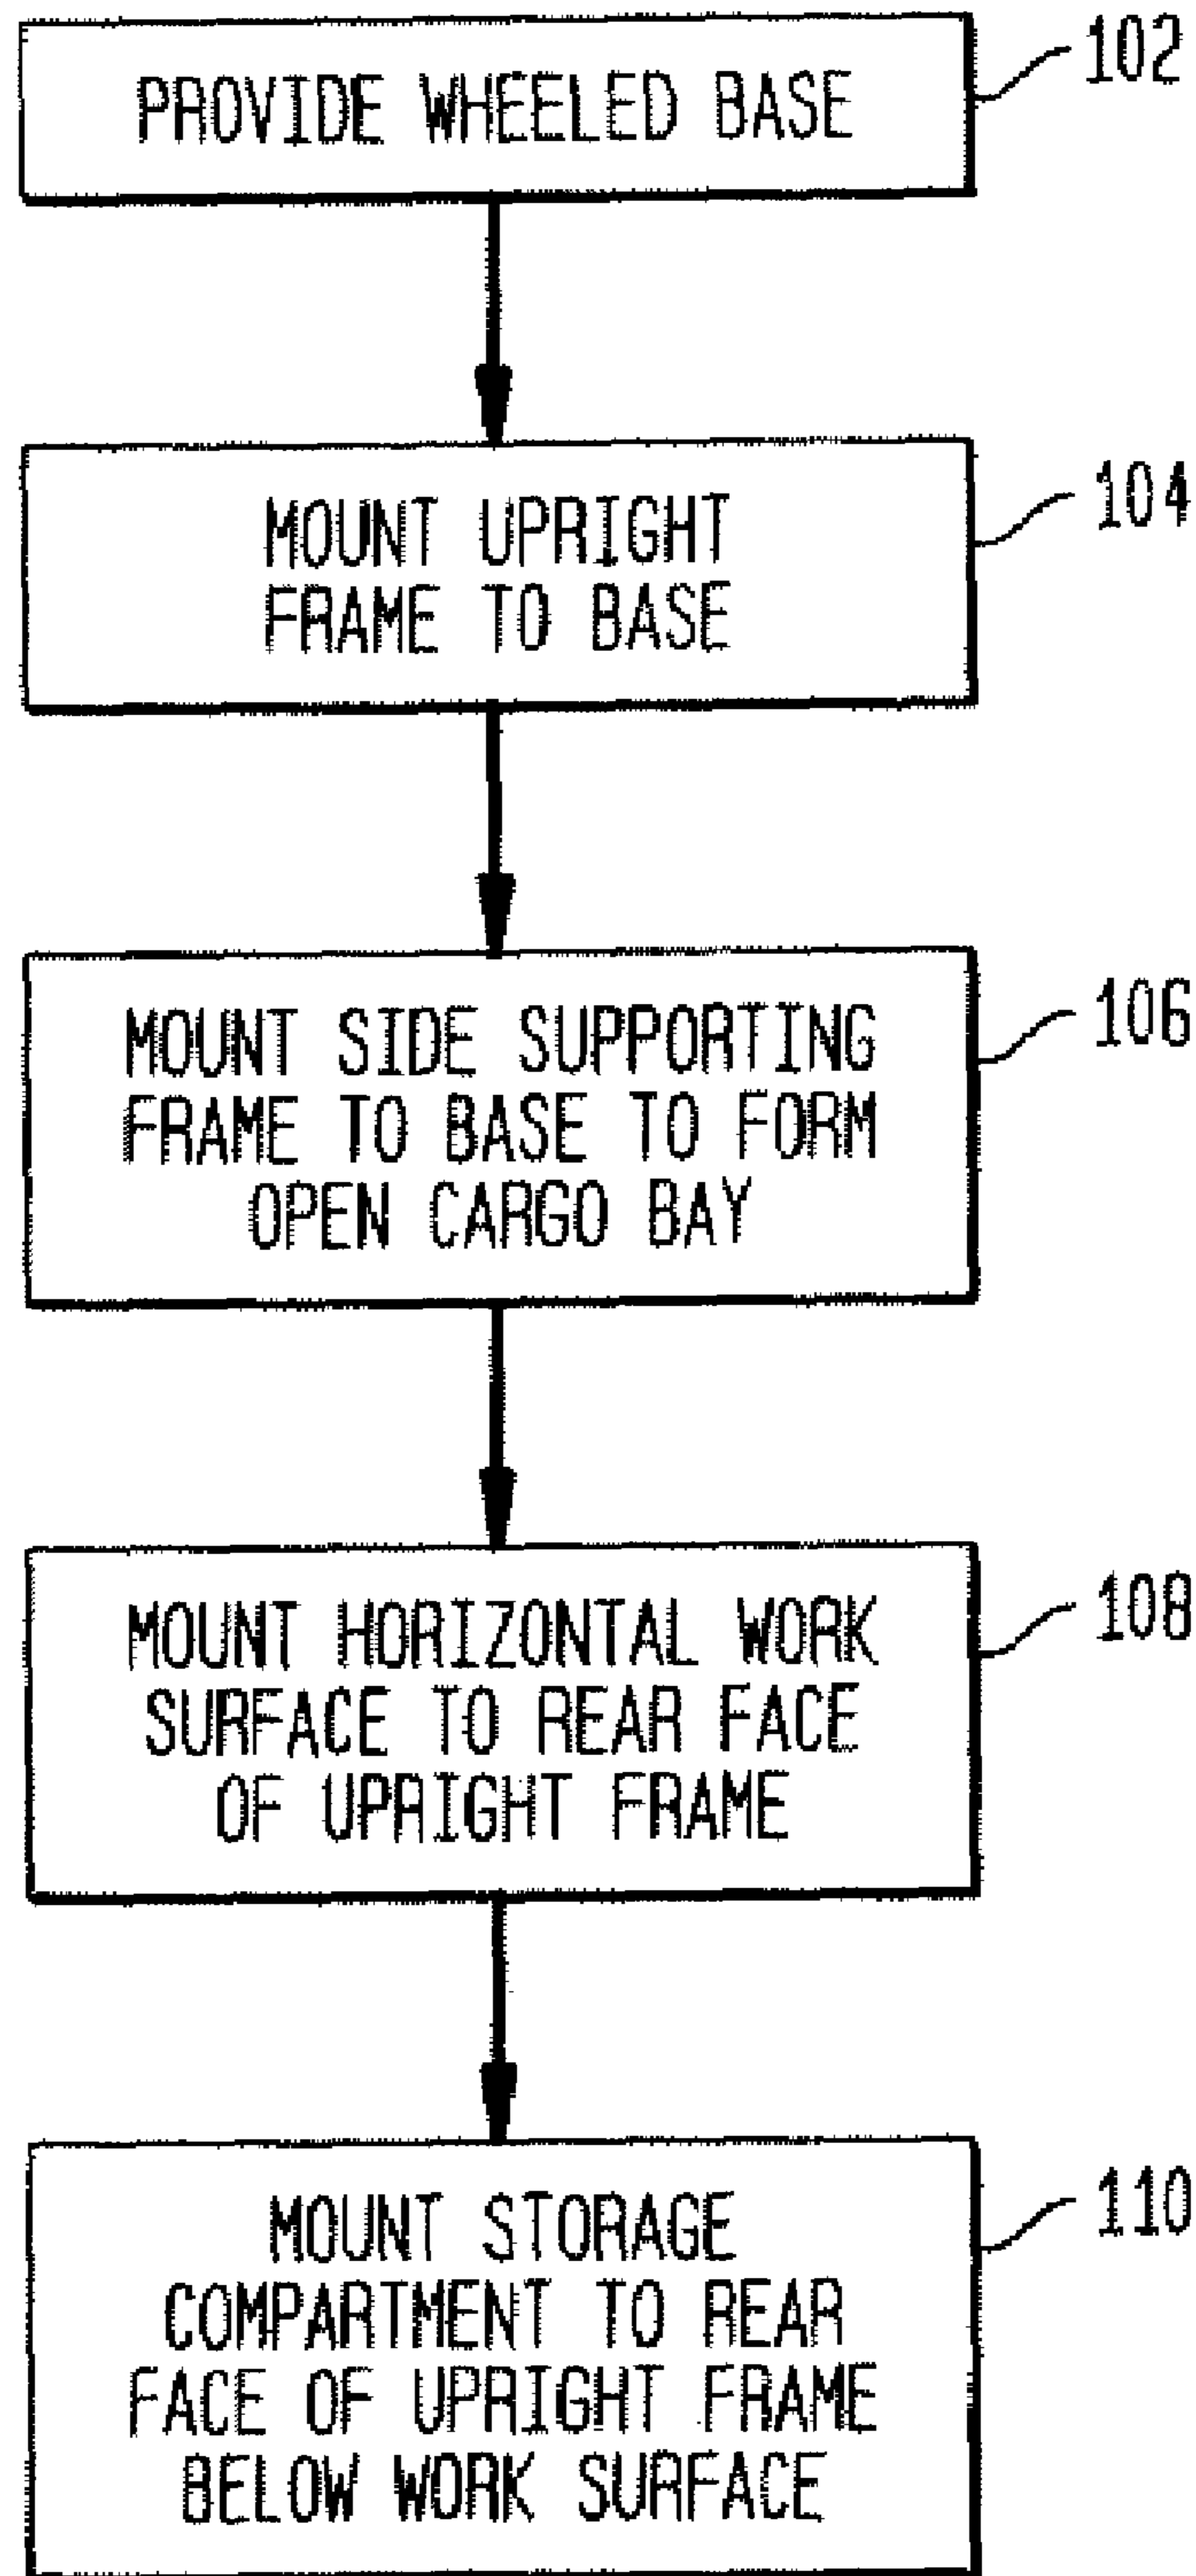 PROVIDE WHEELED BASE
102
MOUNT UPRIGHT
FRAME TO BASE
104
MOUNT SIDE SUPPORTING
FRAME TO BASE TO FORM
OPEN CARGO BAY
106
MOUNT HORIZONTAL WORK
SURFACE TO REAR FACE
OF UPRIGHT FRAME
108
MOUNT STORAGE
COMPARTMENT TO REAR
FACE OF UPRIGHT FRAME
BELOW WORK SURFACE
110